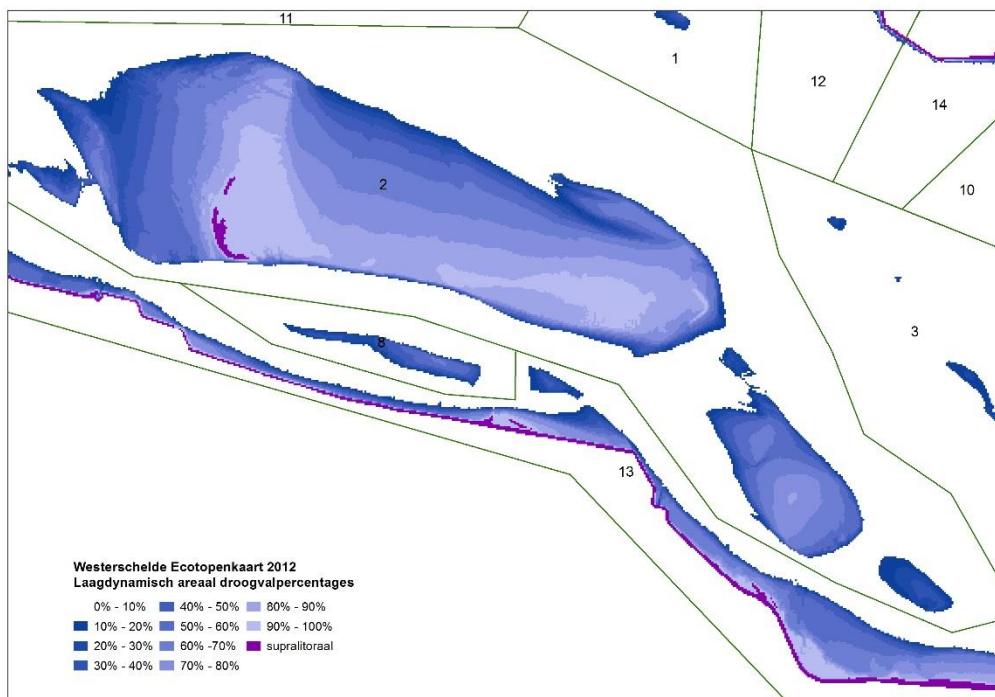 11
1
12
14
2
10
3
8
13
Westerschelde Ecotopenkaart 2012
Laagdynamisch areaal droogvalpercentages
0% - 10% 40% - 50% 80% - 90%
10% - 20% 50% - 60% 90% - 100%
20% - 30% 60% -70% supralitoraal
30% - 40% 70% - 80%